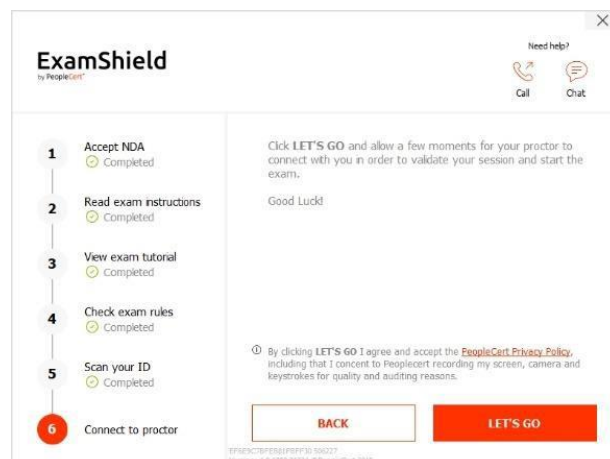 Need help?
ExamShield
by PeopleCert
Call
Chat
1
Accept NDA
Completed
2
Read exam instructions
Completed
3
View exam tutorial
Completed
4
Check exam rules
Completed
5
Scan your ID
Completed
6
Connect to proctor
Click LET'S GO and allow a few moments for your proctor to
connect with you in order to validate your session and start the
exam.
Good Luck!
By clicking LET'S GO I agree and accept the PeopleCert Privacy Policy,
including that I consent to Peoplecert recording my screen, camera and
keystrokes for quality and auditing reasons.
BACK
LET'S GO